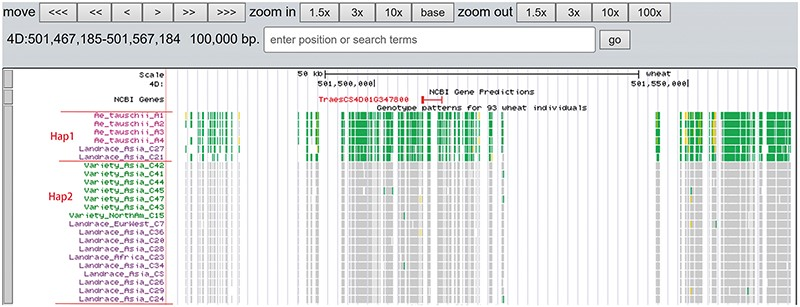 move <<< << < > >> >>> zoom in 1.5x 3x 10x base zoom out 1.5x 3x 10x 100x
4D:501,467,185-501,567,184 100,000 bp. enter position or search terms go
Scale 50 kb wheat
4D: 501,500,000 501,550,000
NCBI Gene Predictions
NCBI Genes TraesCS4D01G347800
Genotype patterns for 93 wheat individuals
Hap1
Ae_tauschii_A1
Ae_tauschii_A2
Ae_tauschii_A3
Ae_tauschii_A4
Landrace_Asia_C27
Landrace_Asia_C21
Hap2
Variety_Asia_C42
Variety_Asia_C41
Variety_Asia_C44
Variety_Asia_C45
Variety_Asia_C47
Variety_Asia_C43
Variety_NorthAm_C15
Landrace_EurWest_C7
Landrace_Asia_C36
Landrace_Asia_C20
Landrace_Asia_C28
Landrace_Africa_C23
Landrace_Asia_C34
Landrace_Asia_CS
Landrace_Asia_C26
Landrace_Asia_C29
Landrace_Asia_C24